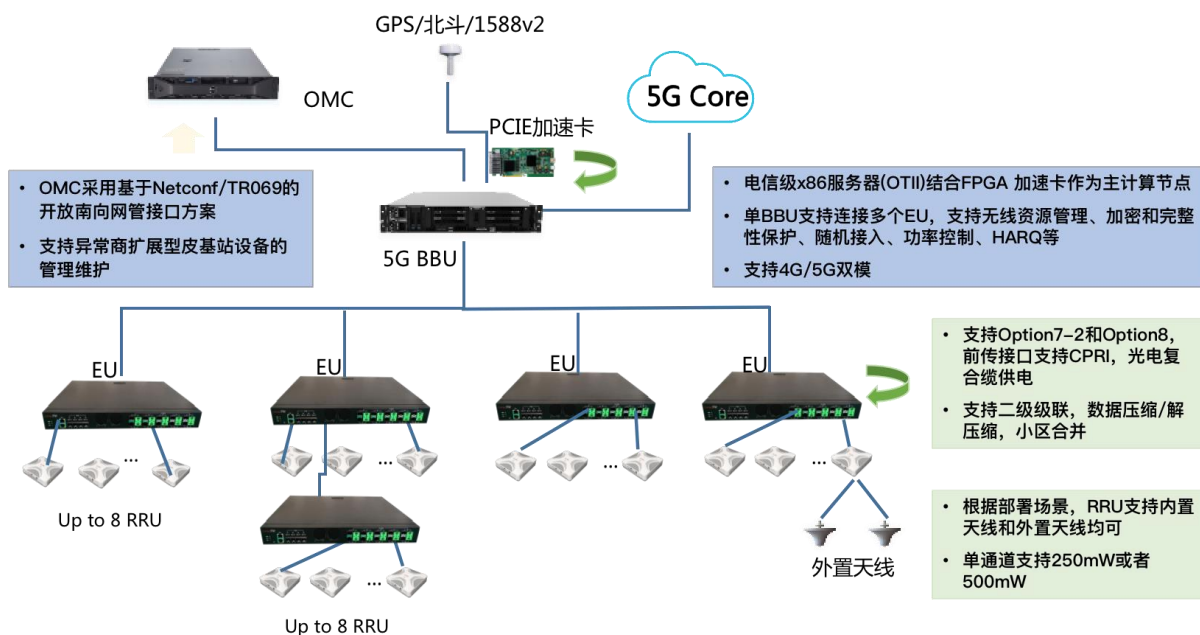 GPS/北斗/1588v2
OMC
5G Core
PCIE加速卡
• OMC采用基于Netconf/TR069的
开放南向网管接口方案
• 支持异常商扩展型皮基站设备的
管理维护
5G BBU
• 电信级x86服务器(OTII)结合FPGA 加速卡作为主计算节点
• 单BBU支持连接多个EU，支持无线资源管理、加密和完整
性保护、随机接入、功率控制、HARQ等
• 支持4G/5G双模
EU
EU
EU
EU
• 支持Option7-2和Option8，
前传接口支持CPRI，光电复
合缆供电
• 支持二级级联，数据压缩/解
压缩，小区合并
...
...
...
...
Up to 8 RRU
• 根据部署场景，RRU支持内置
天线和外置天线均可
• 单通道支持250mW或者
500mW
外置天线
...
Up to 8 RRU